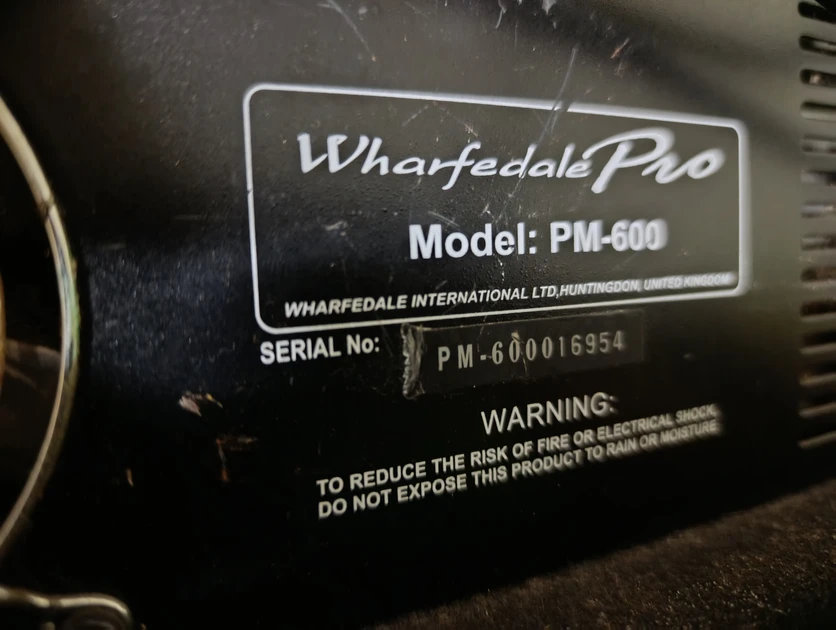 Wharfedale Pro
Model: PM-600
WHARFEDALE INTERNATIONAL LTD,HUNTINGDON, UNITED KINGDOM
SERIAL No: PM-600016954
WARNING:
TO REDUCE THE RISK OF FIRE OR ELECTRICAL SHOCK,
DO NOT EXPOSE THIS PRODUCT TO RAIN OR MOISTURE